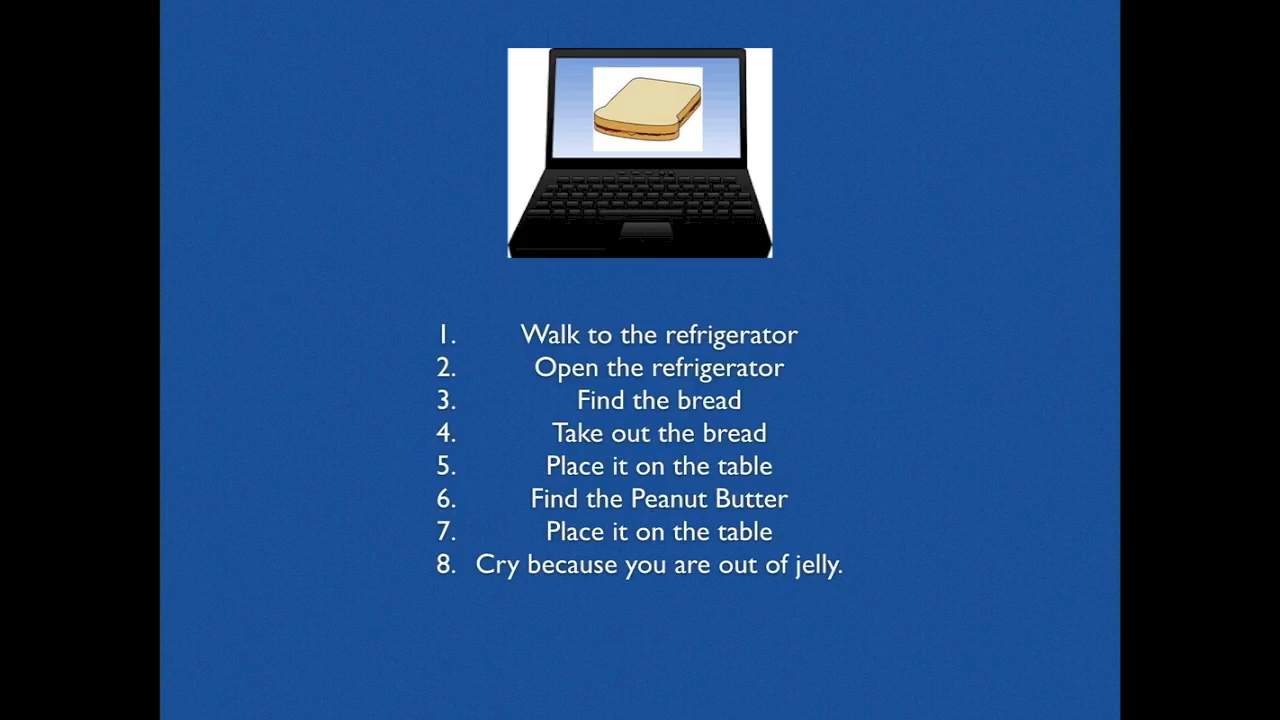 1. Walk to the refrigerator
2. Open the refrigerator
3. Find the bread
4. Take out the bread
5. Place it on the table
6. Find the Peanut Butter
7. Place it on the table
8. Cry because you are out of jelly.